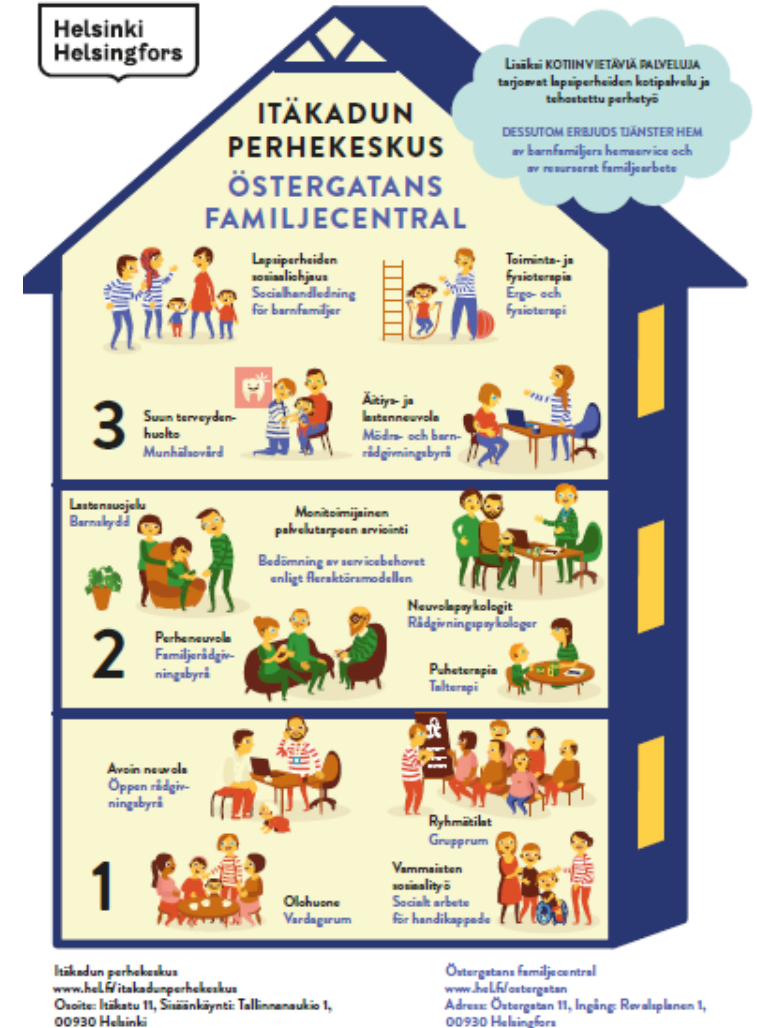 Helsinki
Helsingfors
Lisäksi KOTIIN VIETÄVIÄ PALVELUJA
tarjoavat lapsiperheiden kotipalvelu ja
tehostettu perhetyö
DESSUTOM ERBJUDS TJÄNSTER HEM
av barnfamiljers hemservice och
av resurserat familjearbete
ITÄKADUN
PERHEKESKUS
ÖSTERGATANS
FAMILJECENTRAL
Lapsiperheiden
sosiaaliohjaus
Socialhandledning
för barnfamiljer
Toiminta- ja
fysioterapia
Ergo- och
fysioterapi
3
Suun terveyden-
huolto
Munhälsovård
Äitiys- ja
lastenneuvola
Mödra- och barn-
rådgivningsbyrå
Lastensuojelu
Barnskydd
Monitoimijainen
palvelutarpeen arviointi
Bedömning av servicebehovet
enligt fleraktörsmodellen
2
Perheneuvola
Familjerådgiv-
ningsbyrå
Neuvolapsykologit
Rådgivningspsykologer
Puheterapia
Talterapi
Avoin neuvola
Öppen rådgiv-
ningsbyrå
Ryhmätilat
Grupprum
1
Olohuone
Vardagsrum
Vammaisten
sosiaalityö
Socialt arbete
för handikappade
Itäkadun perhekeskus
www.hel.fi/itakadunperhekeskus
Osoite: Itäkatu 11, Sisäänkäynti: Tallinnanaukio 1,
00930 Helsinki
Östergatans familjecentral
www.hel.fi/ostergatan
Adress: Östergatan 11, Ingång: Revalsplanen 1,
00930 Helsingfors